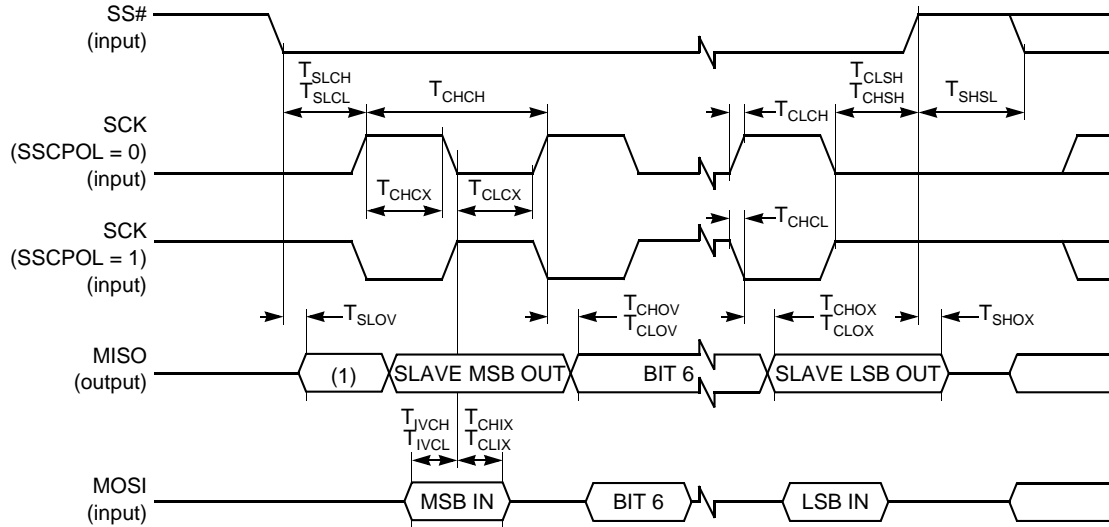 SS#
(input)
TSLCH
TSLCL
TCHCH
TCLCH
TCLSH
TCHSH
TSHSL
SCK
(SSCPOL = 0)
(input)
TCHCX
TCLCX
SCK
(SSCPOL = 1)
(input)
TCHCL
TSLOV
TCHOV
TCLOV
TCHOX
TCLOX
TSHOX
MISO
(output)
(1)
SLAVE MSB OUT
BIT 6
SLAVE LSB OUT
TIVCH
TIVCL
TCHIX
TCLIX
MOSI
(input)
MSB IN
BIT 6
LSB IN